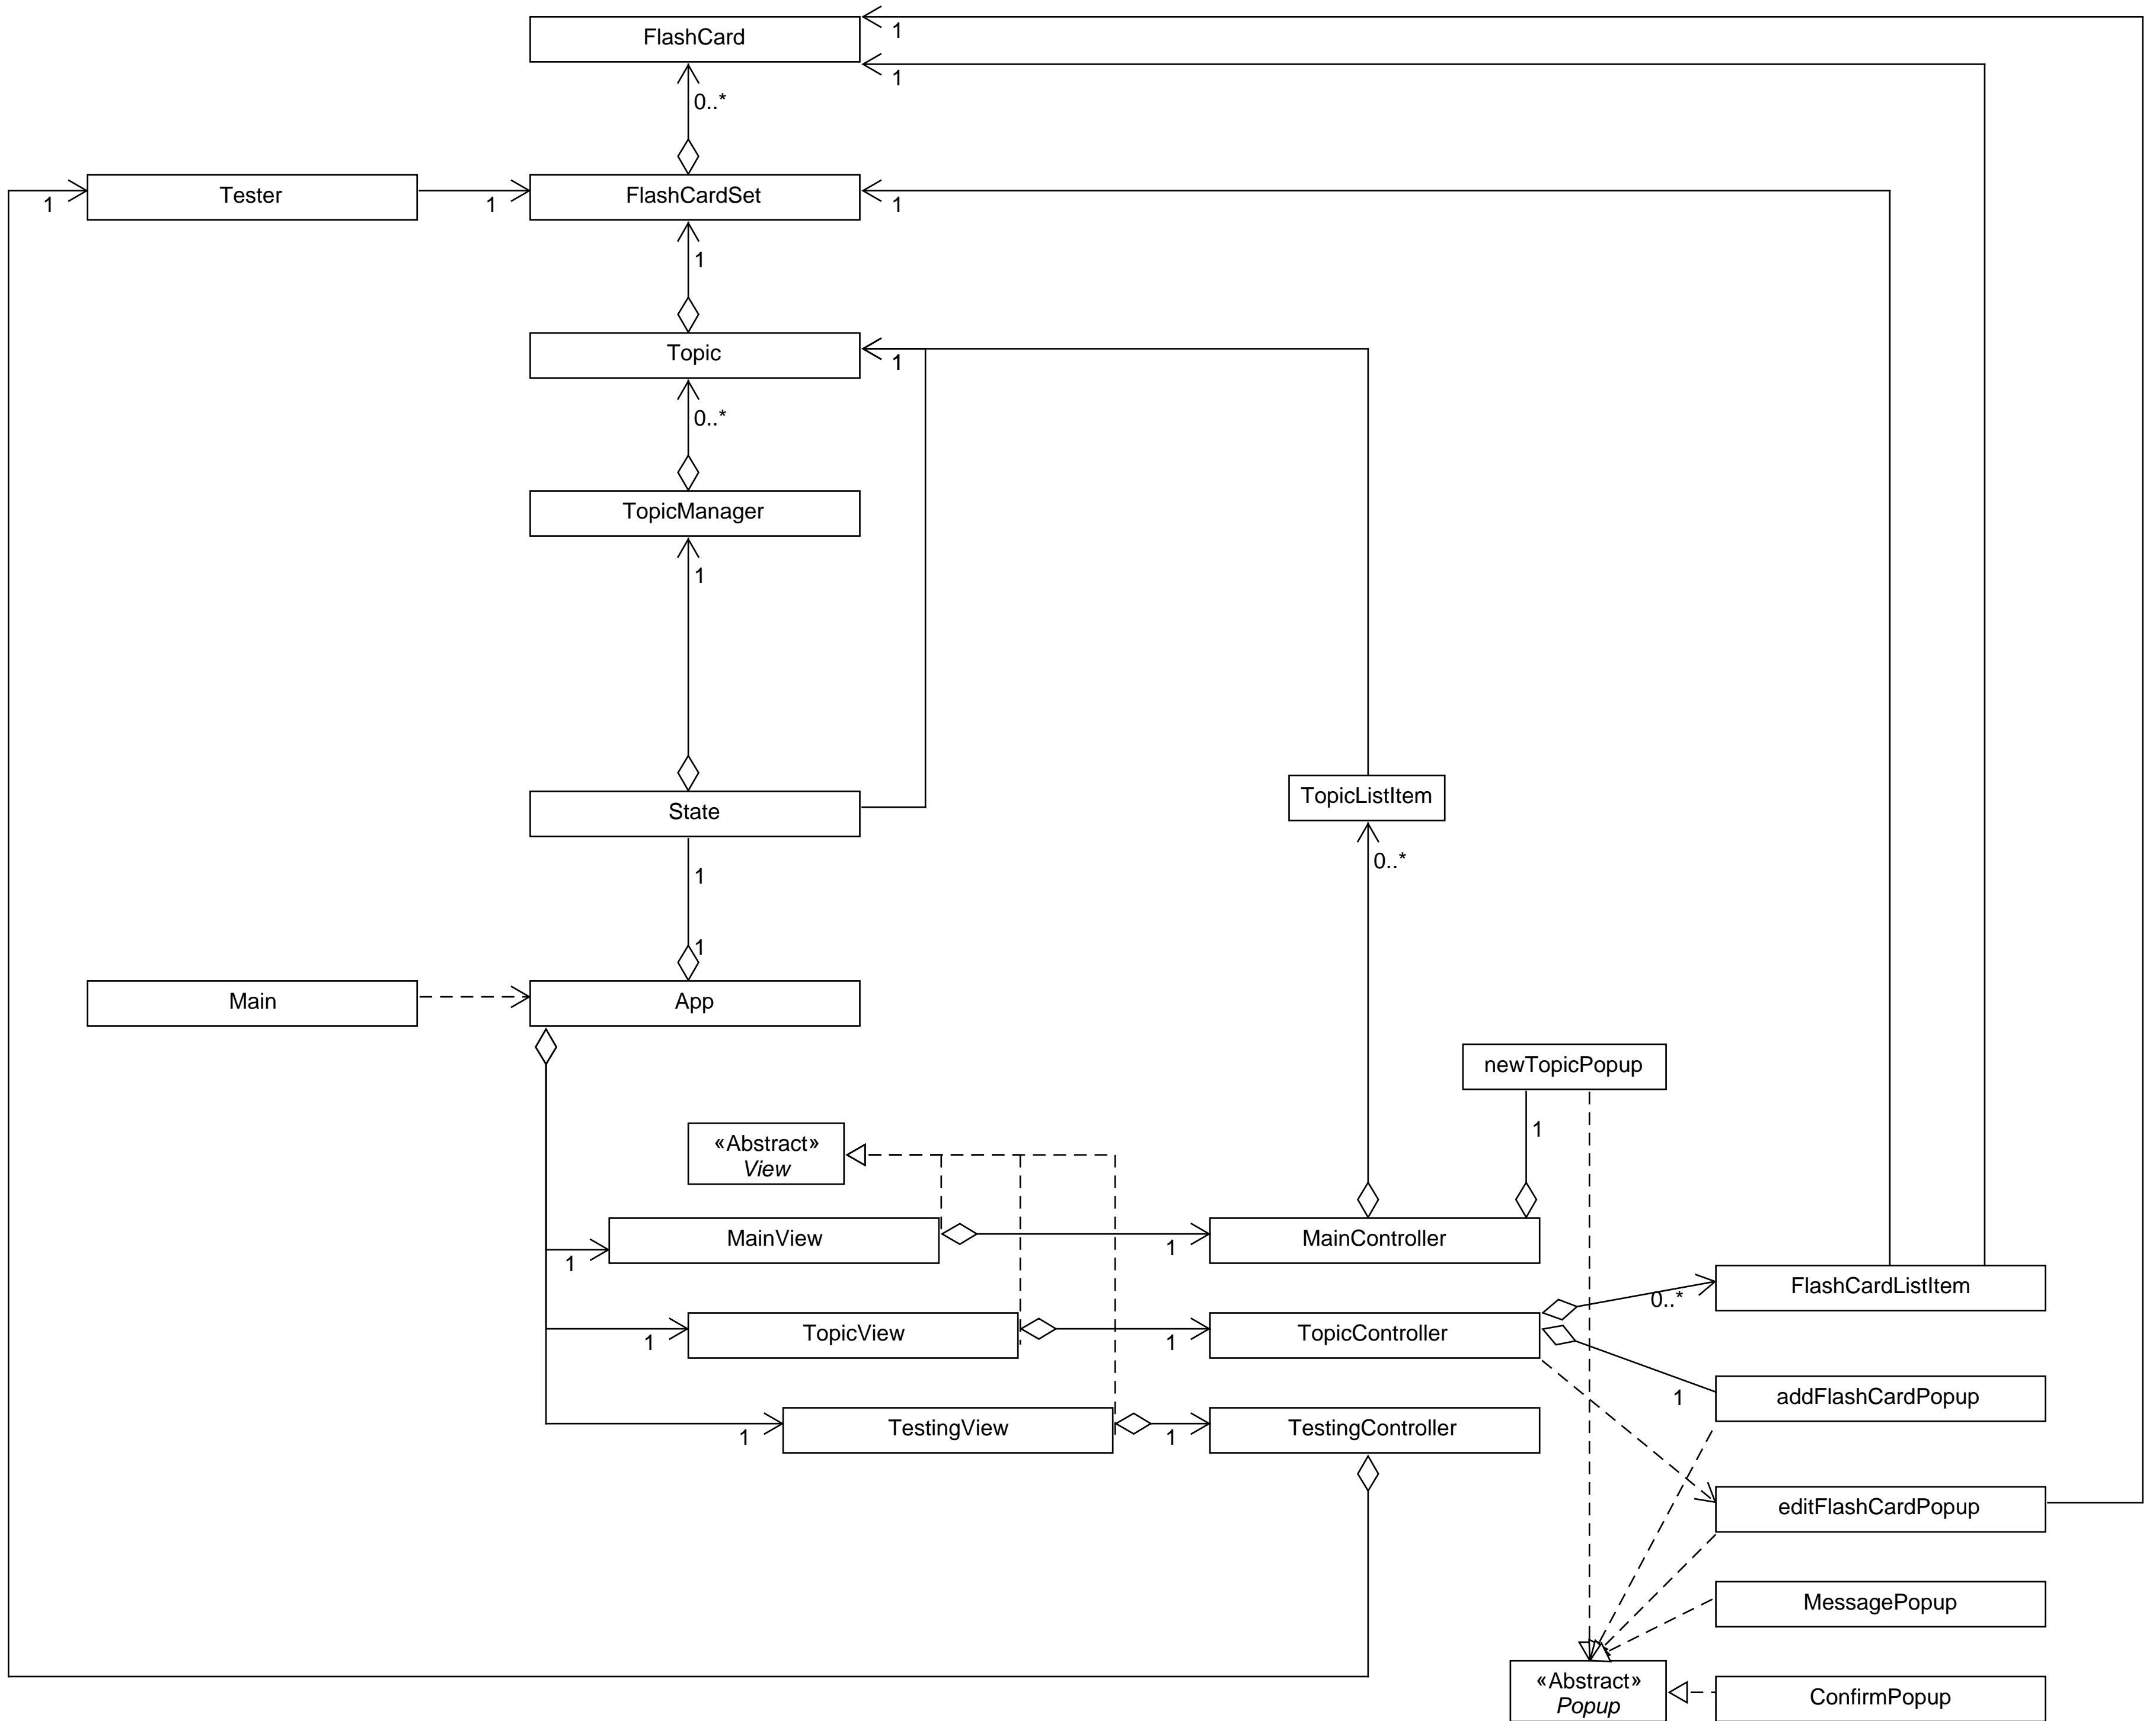 FlashCard
1
1
0..*
Tester
FlashCardSet
1
1
1
1
Topic
1
0..*
TopicManager
1
State
TopicListItem
0..*
1
1
Main
App
newTopicPopup
1
«Abstract»
View
MainView
MainController
1
1
FlashCardListItem
0..*
TopicView
TopicController
1
1
addFlashCardPopup
1
TestingView
TestingController
1
1
editFlashCardPopup
MessagePopup
«Abstract»
Popup
ConfirmPopup